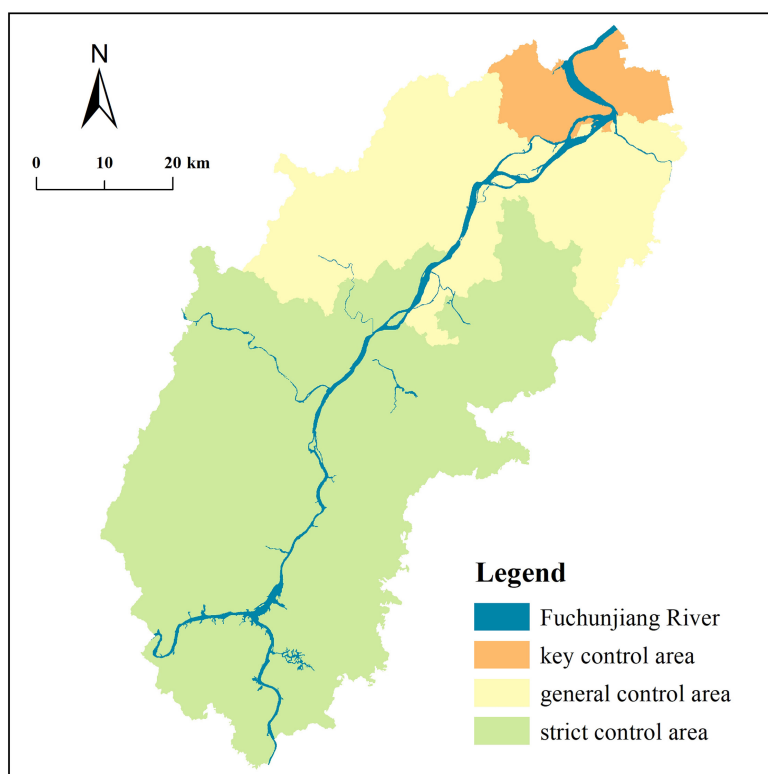 N
0 10 20 km
Legend
Fuchunjiang River
key control area
general control area
strict control area